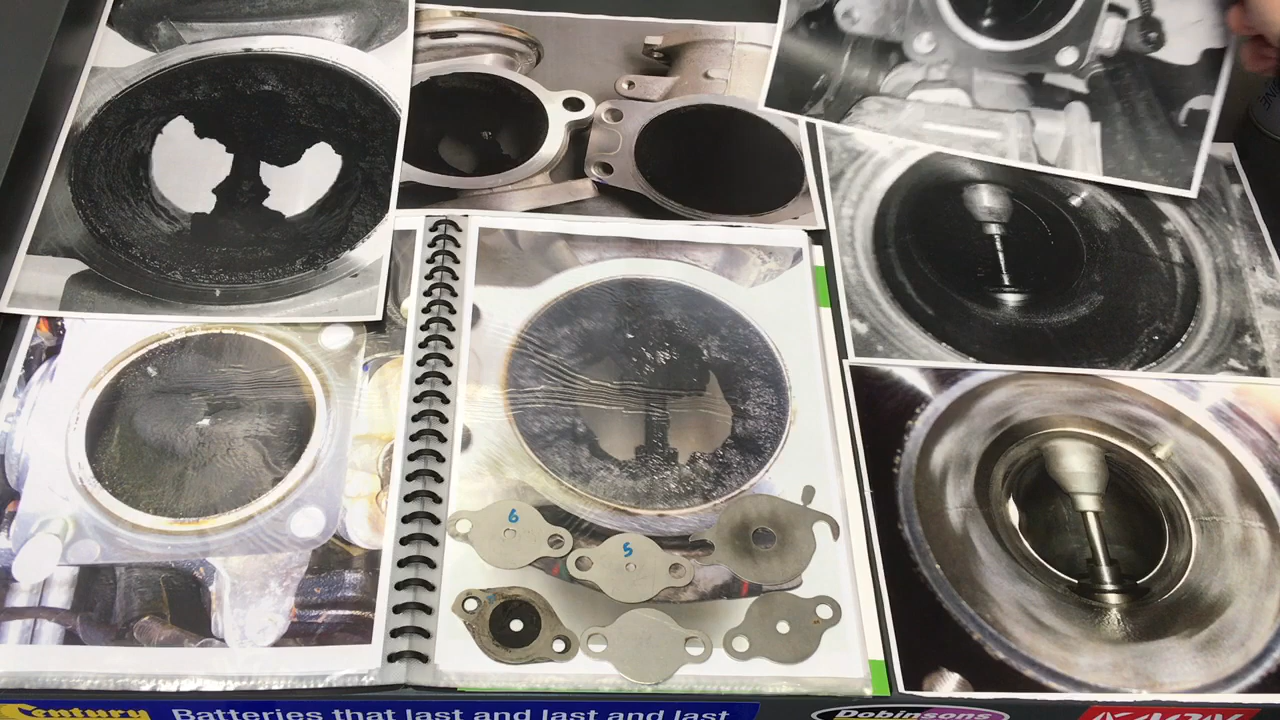 6
5
Century
Batteries that last and last and last
Dobinsons